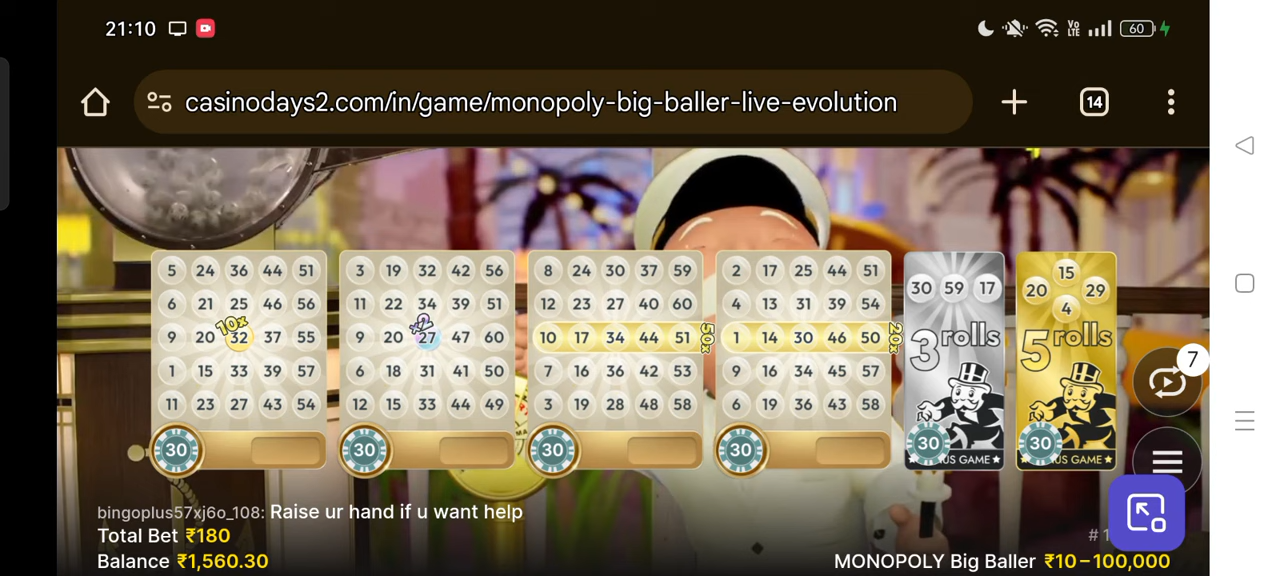 21:10 Vo LTE 60
casinodays2.com/in/game/monopoly-big-baller-live-evolution 14
5 24 36 44 51
6 21 25 46 56
9 20 10x 32 37 55
1 15 33 39 57
11 23 27 43 54
30
3 19 32 42 56
11 22 34 39 51
9 20 x2 27 47 60
6 18 31 41 50
12 15 33 44 49
30
8 24 30 37 59
12 23 27 40 60
10 17 34 44 51 50x
7 16 36 42 53
3 19 28 48 58
30
2 17 25 44 51
4 13 31 39 54
1 14 30 46 50 20x
9 16 34 45 57
6 19 36 43 58
30
30 59 17
3 rolls
30
US GAME
15
20 29
4
5 rolls
30
US GAME
7
bingoplus57xj6o_108: Raise ur hand if u want help
Total Bet ₹180
Balance ₹1,560.30
# 1
MONOPOLY Big Baller ₹10-100,000